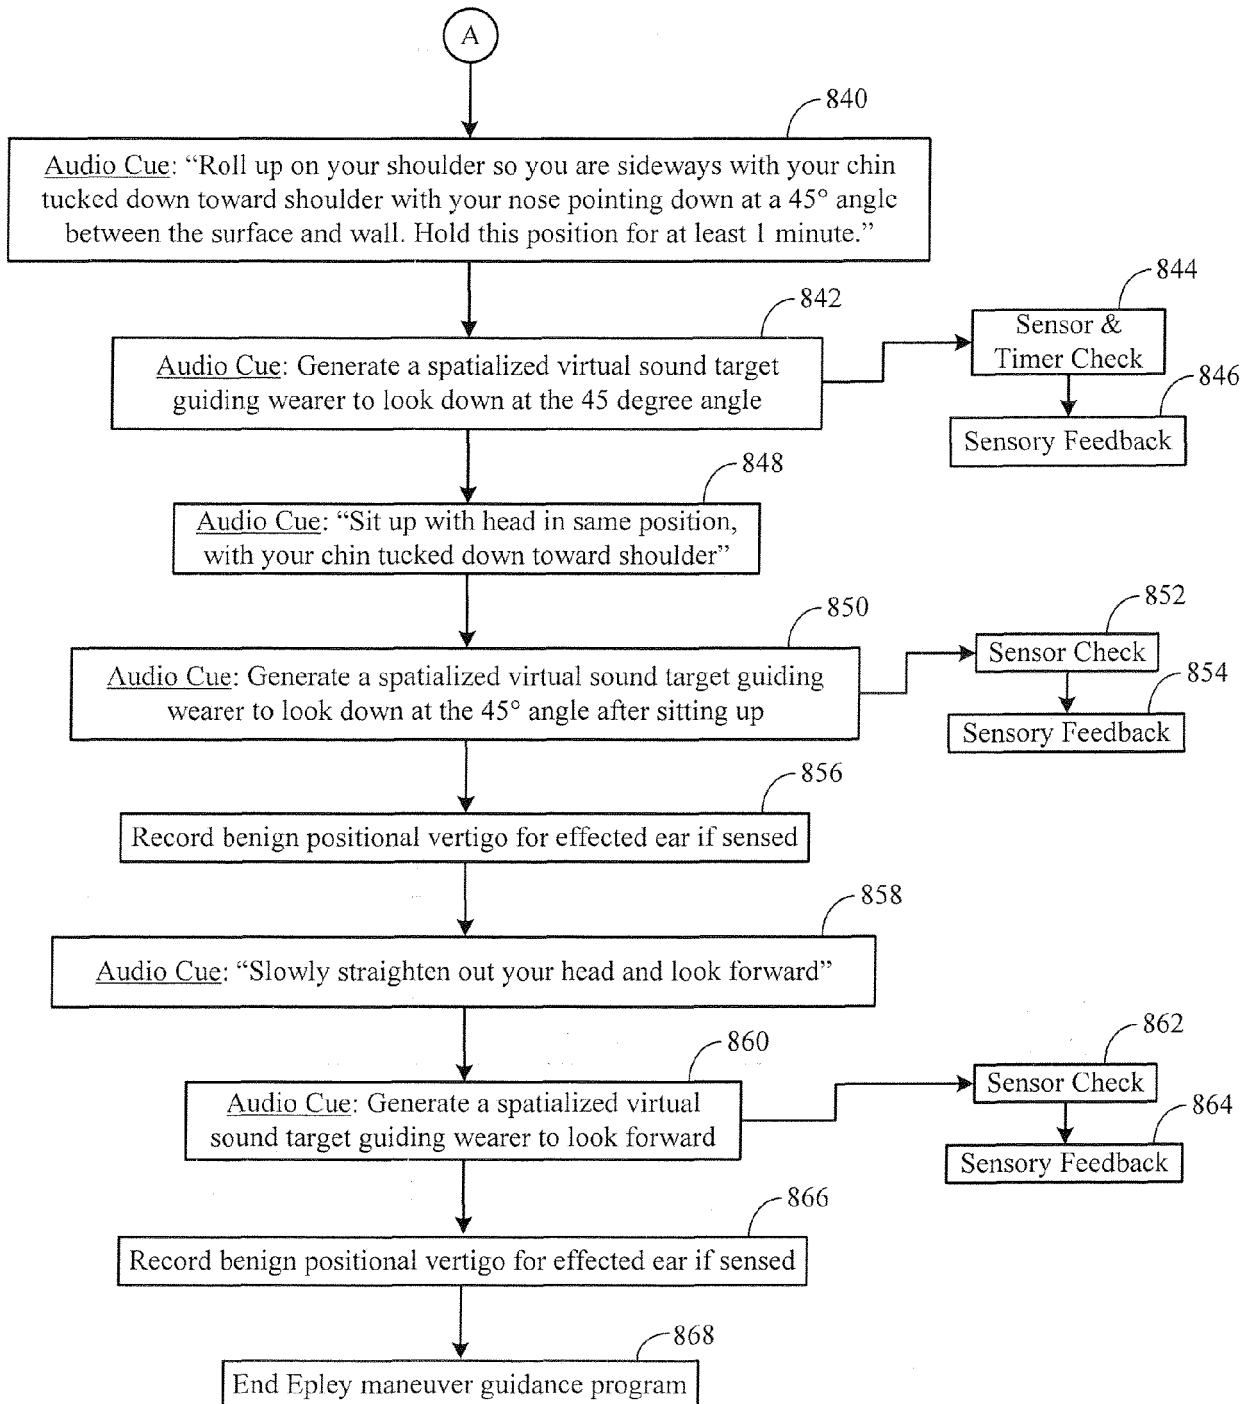 A
840
Audio Cue: “Roll up on your shoulder so you are sideways with your chin
tucked down toward shoulder with your nose pointing down at a 45° angle
between the surface and wall. Hold this position for at least 1 minute.”
842
Audio Cue: Generate a spatialized virtual sound target
guiding wearer to look down at the 45 degree angle
844
Sensor &
Timer Check
846
Sensory Feedback
848
Audio Cue: “Sit up with head in same position,
with your chin tucked down toward shoulder”
850
Audio Cue: Generate a spatialized virtual sound target guiding
wearer to look down at the 45° angle after sitting up
852
Sensor Check
854
Sensory Feedback
856
Record benign positional vertigo for effected ear if sensed
858
Audio Cue: “Slowly straighten out your head and look forward”
860
Audio Cue: Generate a spatialized virtual
sound target guiding wearer to look forward
862
Sensor Check
864
Sensory Feedback
866
Record benign positional vertigo for effected ear if sensed
868
End Epley maneuver guidance program